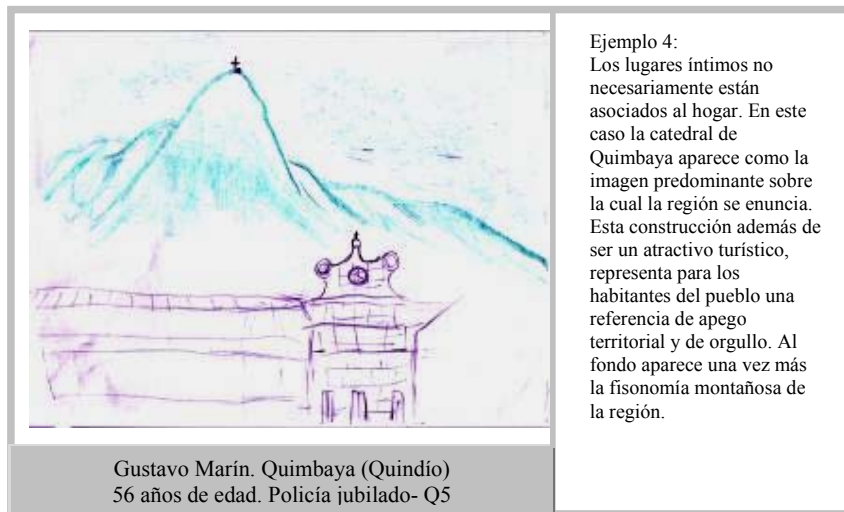 Ejemplo 4:
Los lugares íntimos no
necesariamente están
asociados al hogar. En este
caso la catedral de
Quimbaya aparece como la
imagen predominante sobre
la cual la región se enuncia.
Esta construcción además de
ser un atractivo turístico,
representa para los
habitantes del pueblo una
referencia de apego
territorial y de orgullo. Al
fondo aparece una vez más
la fisonomía montañosa de
la región.
Gustavo Marín. Quimbaya (Quindío)
56 años de edad. Policía jubilado- Q5